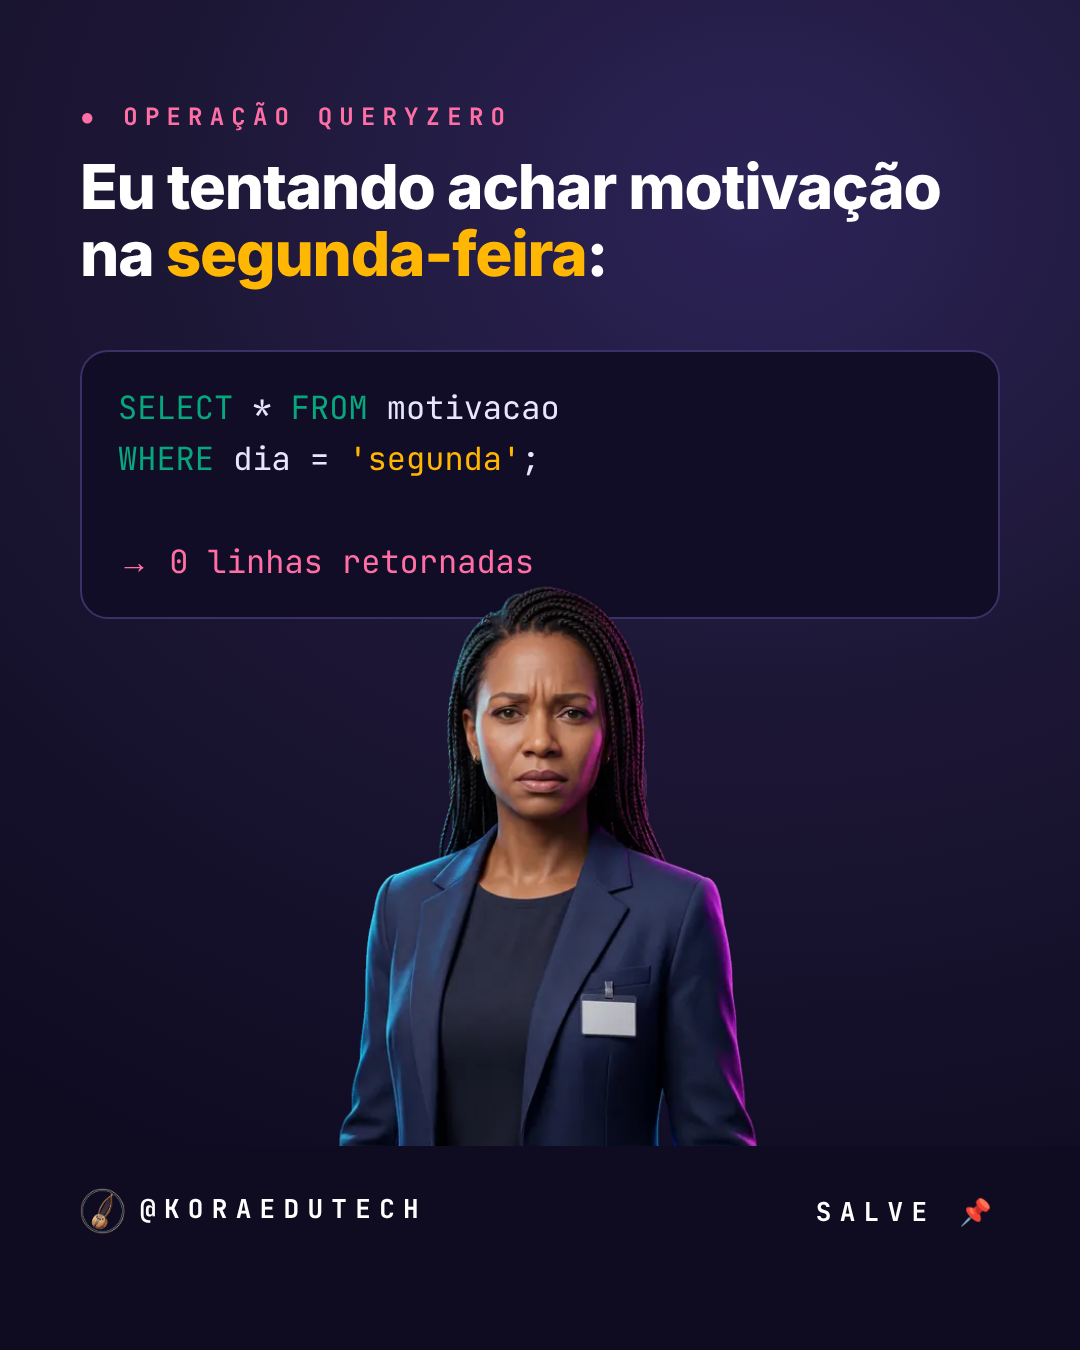 • OPERAÇÃO QUERYZERO
Eu tentando achar motivação
na segunda-feira:
SELECT * FROM motivacao
WHERE dia = 'segunda';
→ 0 linhas retornadas
@KORAEDUTECH
SALVE 📌